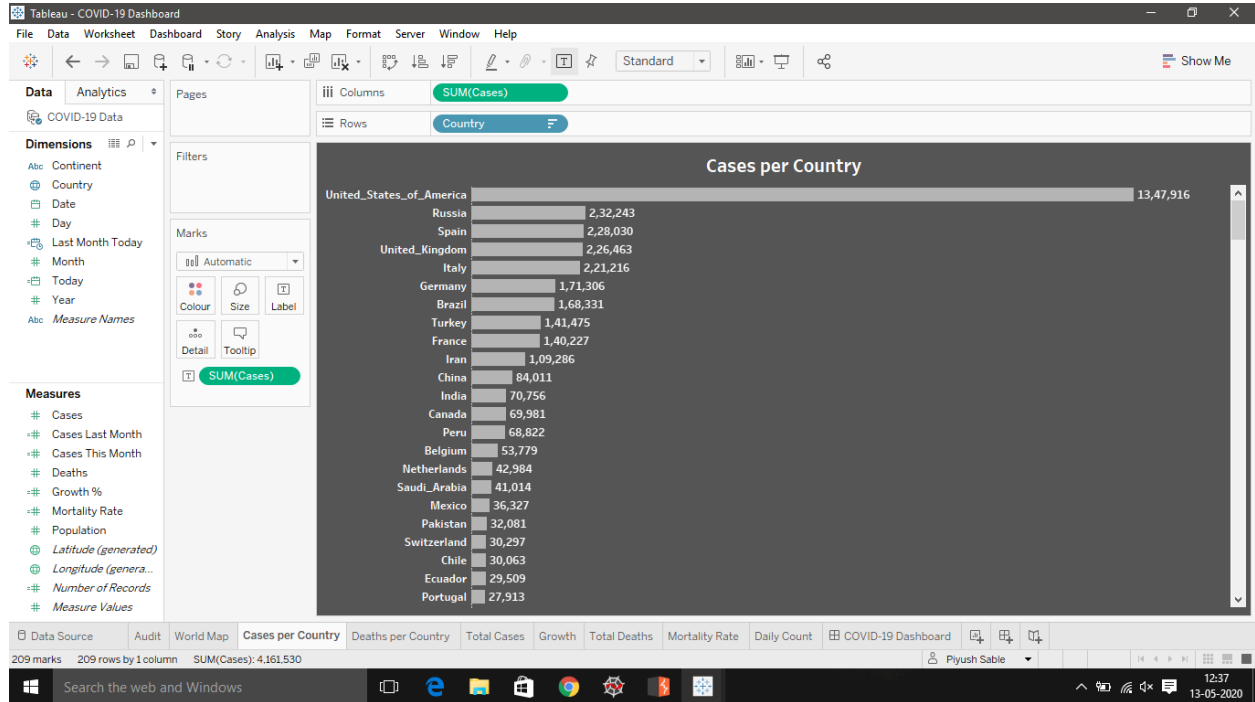 Tableau - COVID-19 Dashboard
File Data Worksheet Dashboard Story Analysis Map Format Server Window Help
Standard
Show Me
Data Analytics
COVID-19 Data
Dimensions
Abc Continent
Country
Date
# Day
Last Month Today
# Month
Today
# Year
Abc Measure Names
Measures
# Cases
=# Cases Last Month
=# Cases This Month
# Deaths
=# Growth %
=# Mortality Rate
# Population
Latitude (generated)
Longitude (genera...
=# Number of Records
# Measure Values
Pages
Filters
Marks
Automatic
Colour Size Label
Detail Tooltip
SUM(Cases)
Columns SUM(Cases)
Rows Country
Cases per Country
United_States_of_America 13,47,916
Russia 2,32,243
Spain 2,28,030
United_Kingdom 2,26,463
Italy 2,21,216
Germany 1,71,306
Brazil 1,68,331
Turkey 1,41,475
France 1,40,227
Iran 1,09,286
China 84,011
India 70,756
Canada 69,981
Peru 68,822
Belgium 53,779
Netherlands 42,984
Saudi_Arabia 41,014
Mexico 36,327
Pakistan 32,081
Switzerland 30,297
Chile 30,063
Ecuador 29,509
Portugal 27,913
Data Source Audit World Map Cases per Country Deaths per Country Total Cases Growth Total Deaths Mortality Rate Daily Count COVID-19 Dashboard
209 marks 209 rows by 1 column SUM(Cases): 4,161,530 Piyush Sable
Search the web and Windows
12:37
13-05-2020